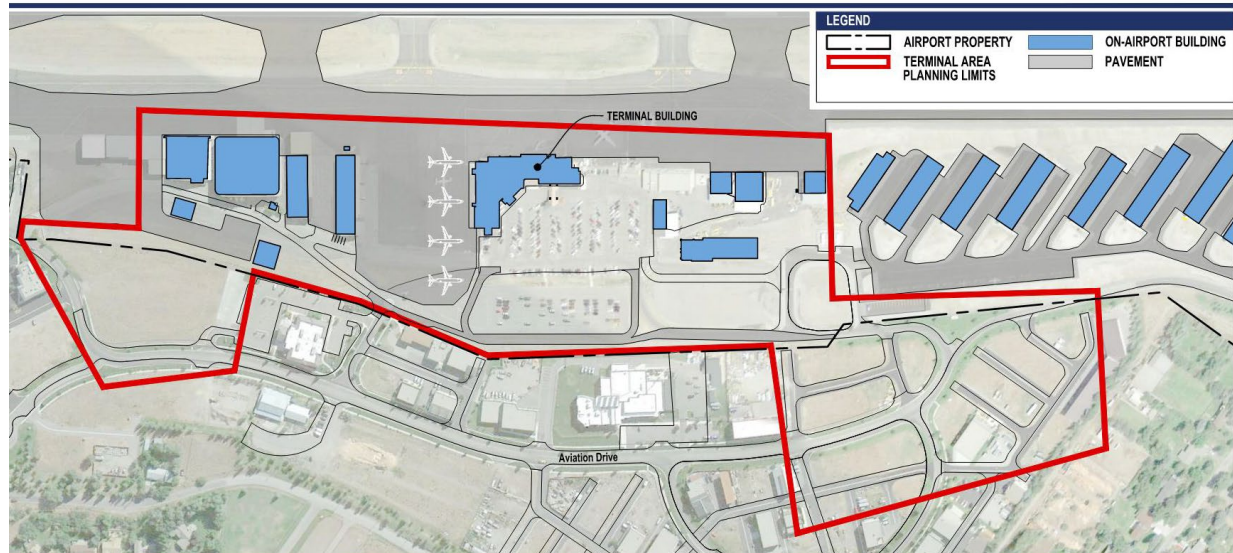 LEGEND
AIRPORT PROPERTY
ON-AIRPORT BUILDING
TERMINAL AREA
PLANNING LIMITS
PAVEMENT
TERMINAL BUILDING
Aviation Drive